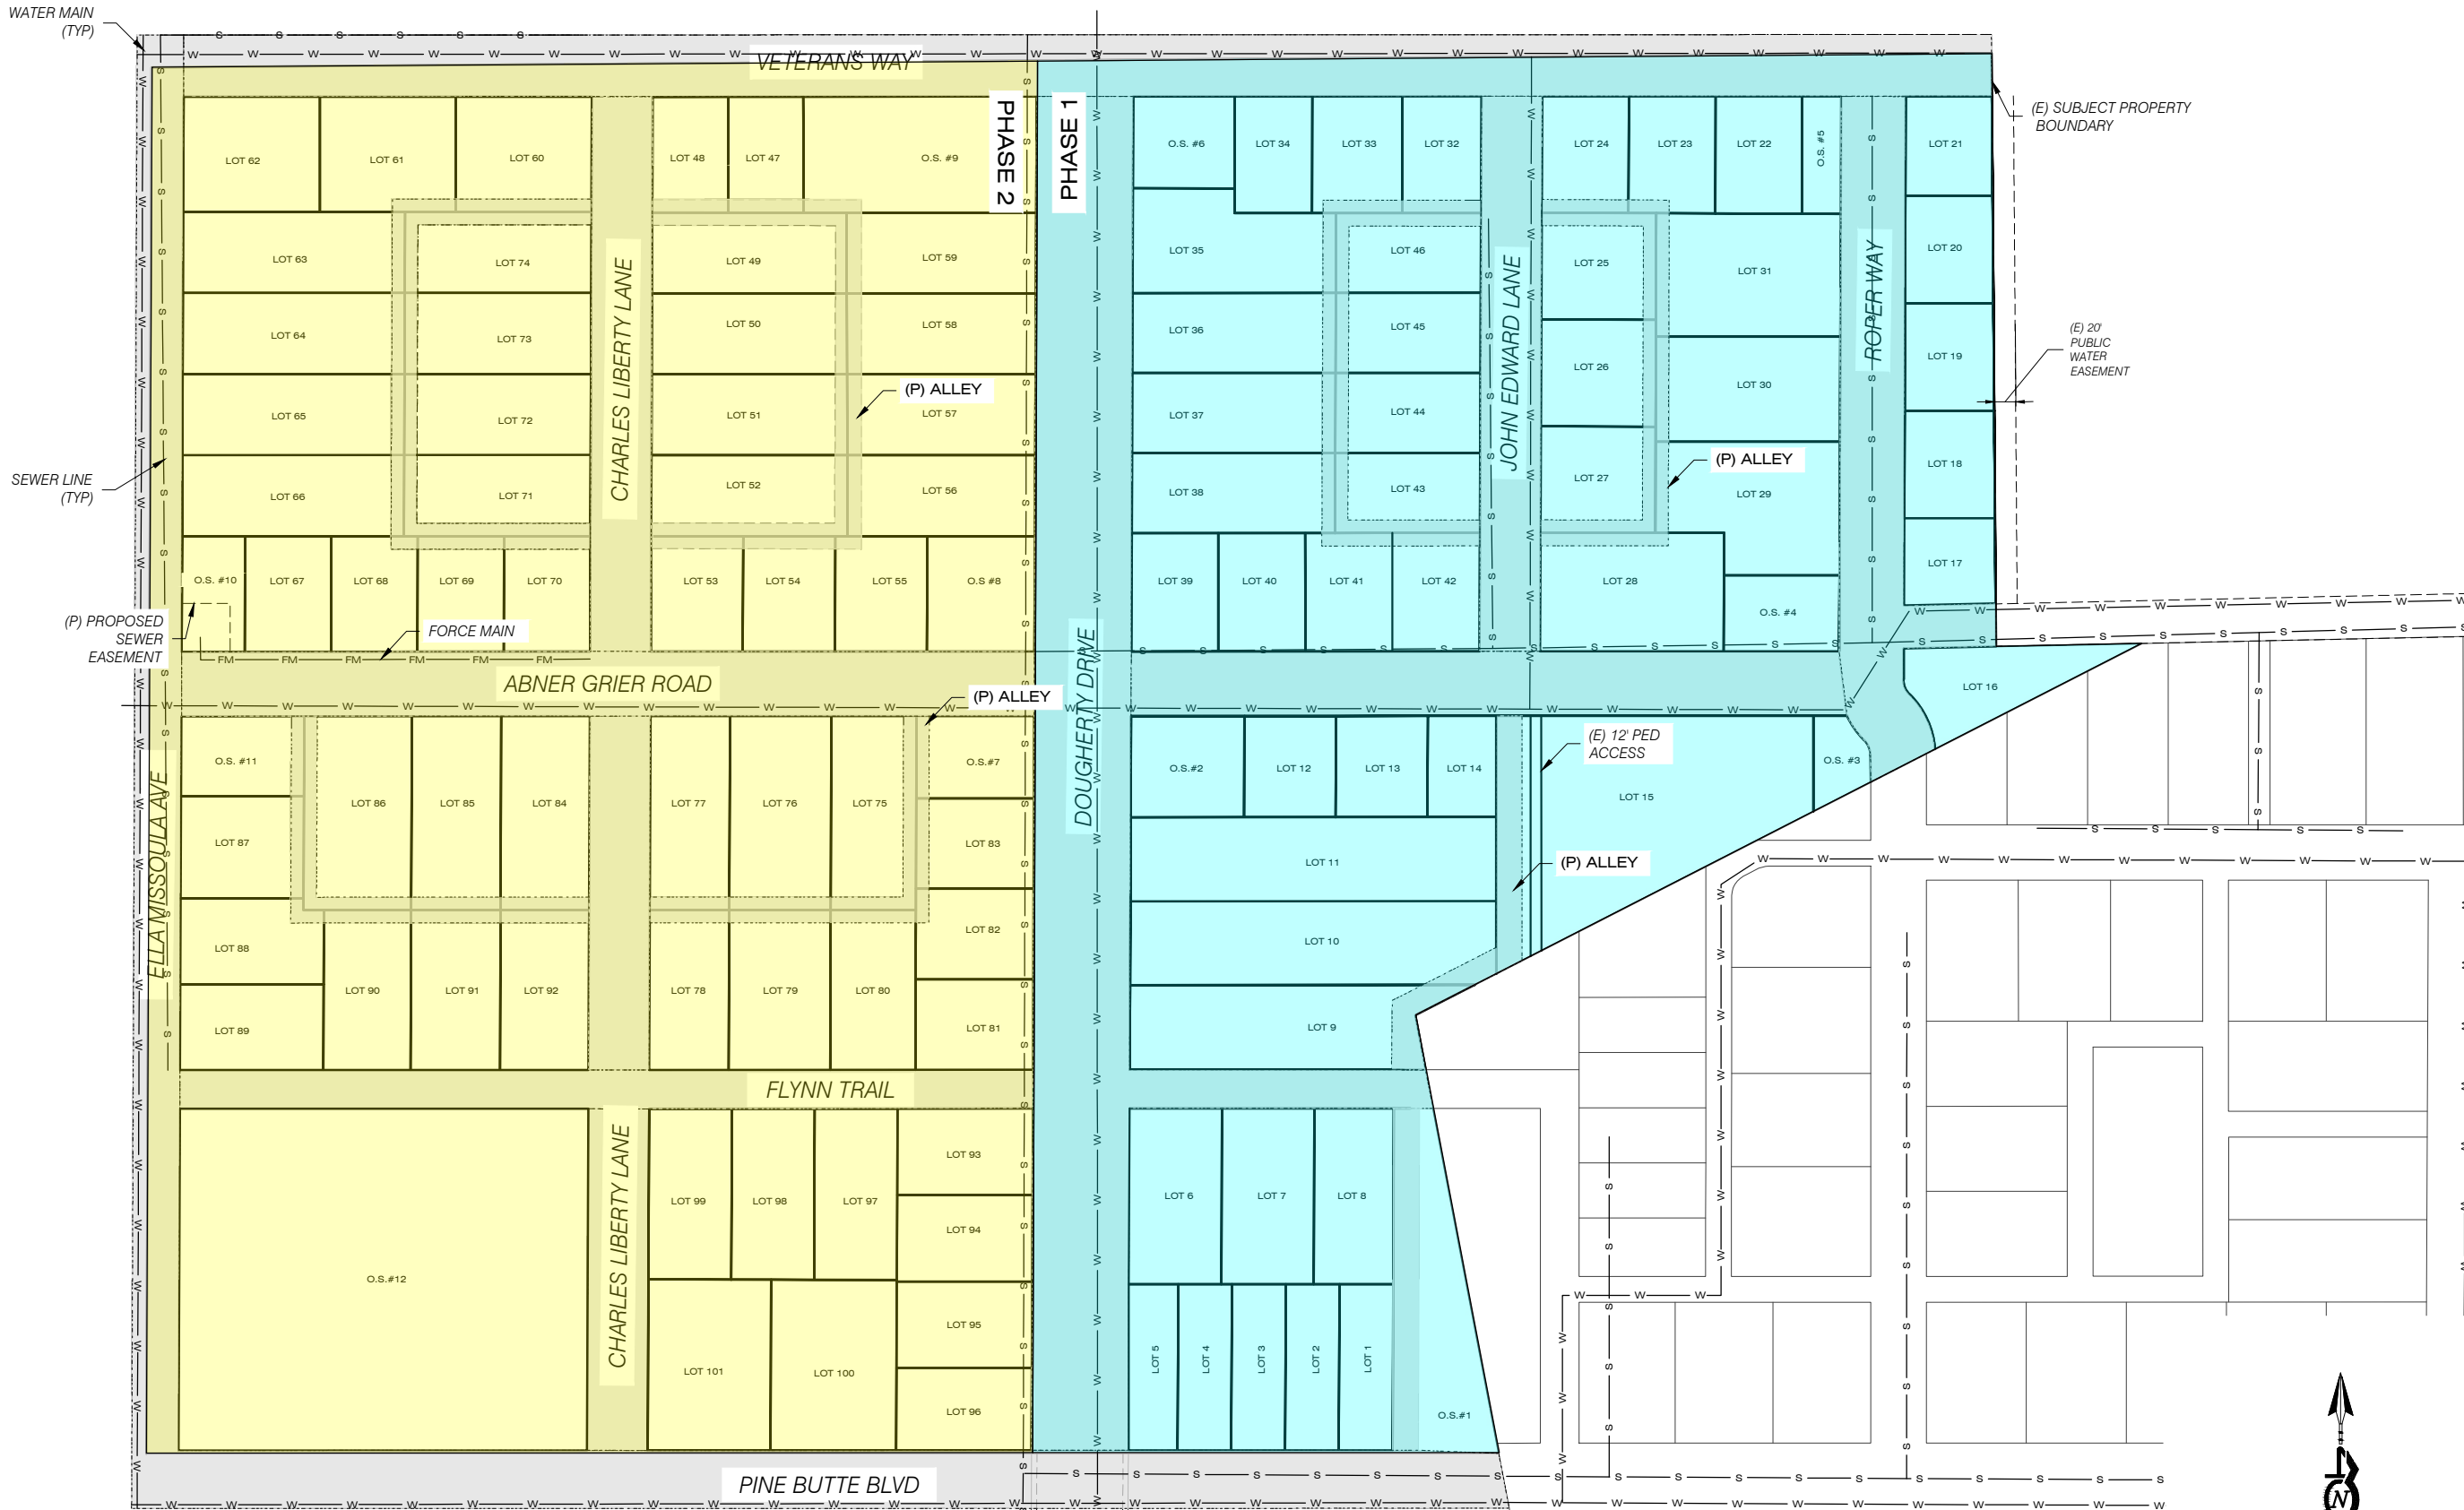 WATER MAIN
(TYP)
VETERANS WAY
PHASE 2
PHASE 1
(E) SUBJECT PROPERTY
BOUNDARY
LOT 62
LOT 61
LOT 60
LOT 48
LOT 47
O.S. #9
O.S. #6
LOT 34
LOT 33
LOT 32
LOT 24
LOT 23
LOT 22
O.S. #5
LOT 21
LOT 63
LOT 74
LOT 49
LOT 59
LOT 35
LOT 46
LOT 25
LOT 31
LOT 20
CHARLES LIBERTY LANE
JOHN EDWARD LANE
ROPER WAY
LOT 64
LOT 73
LOT 50
LOT 58
LOT 36
LOT 45
LOT 26
LOT 30
LOT 19
(E) 20'
PUBLIC
WATER
EASEMENT
(P) ALLEY
LOT 65
LOT 72
LOT 51
LOT 57
LOT 37
LOT 44
(P) ALLEY
SEWER LINE
(TYP)
LOT 66
LOT 71
LOT 52
LOT 56
LOT 38
LOT 43
LOT 27
LOT 29
LOT 18
O.S. #10
LOT 67
LOT 68
LOT 69
LOT 70
LOT 53
LOT 54
LOT 55
O.S #8
LOT 39
LOT 40
LOT 41
LOT 42
LOT 28
O.S. #4
LOT 17
(P) PROPOSED
SEWER
EASEMENT
FORCE MAIN
FM FM FM FM FM FM
ABNER GRIER ROAD
(P) ALLEY
DOUGHERTY DRIVE
LOT 16
(E) 12' PED
ACCESS
O.S. #11
LOT 86
LOT 85
LOT 84
LOT 77
LOT 76
LOT 75
O.S.#7
O.S.#2
LOT 12
LOT 13
LOT 14
LOT 15
O.S. #3
ELLA MISSOULA AVE
LOT 87
LOT 83
LOT 11
(P) ALLEY
LOT 88
LOT 82
LOT 10
LOT 90
LOT 91
LOT 92
LOT 78
LOT 79
LOT 80
LOT 89
LOT 81
LOT 9
FLYNN TRAIL
CHARLES LIBERTY LANE
LOT 93
LOT 99
LOT 98
LOT 97
LOT 94
LOT 6
LOT 7
LOT 8
O.S.#12
LOT 95
LOT 101
LOT 100
LOT 96
LOT 5
LOT 4
LOT 3
LOT 2
LOT 1
O.S.#1
PINE BUTTE BLVD
N